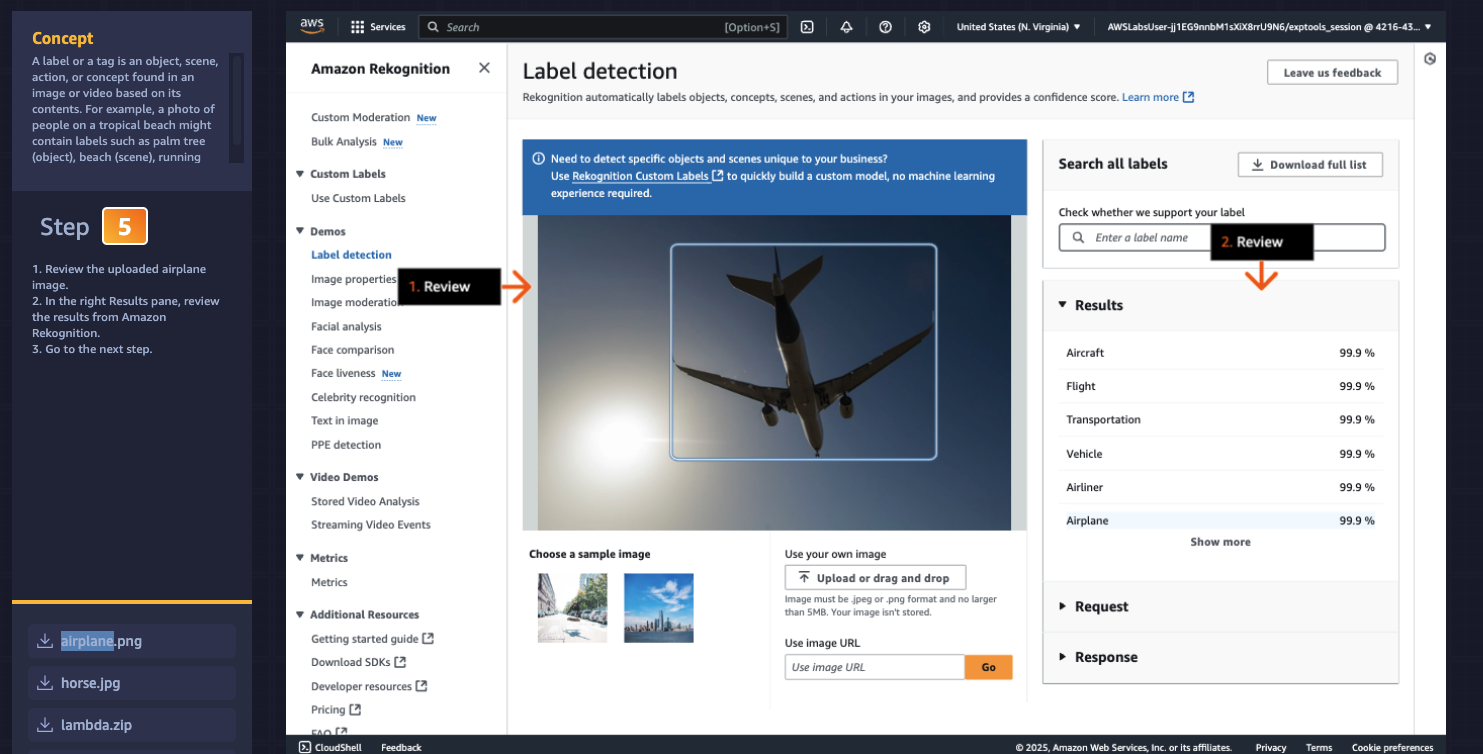 Concept
A label or a tag is an object, scene,
action, or concept found in an
image or video based on its
contents. For example, a photo of
people on a tropical beach might
contain labels such as palm tree
(object), beach (scene), running
Step 5
1. Review the uploaded airplane
image.
2. In the right Results pane, review
the results from Amazon
Rekognition.
3. Go to the next step.
airplane.png
horse.jpg
lambda.zip
aws
Services
Search
[Option+S]
United States (N. Virginia)
AWSLabsUser-jj1EG9nnbM1sXiX8rrU9N6/exptools_session @ 4216-43...
Amazon Rekognition
Custom Moderation New
Bulk Analysis New
Custom Labels
Use Custom Labels
Demos
Label detection
Image properties
Image moderatio
Facial analysis
Face comparison
Face liveness New
Celebrity recognition
Text in image
PPE detection
Video Demos
Stored Video Analysis
Streaming Video Events
Metrics
Metrics
Additional Resources
Getting started guide
Download SDKs
Developer resources
Pricing
FAQ
1. Review
Label detection
Leave us feedback
Rekognition automatically labels objects, concepts, scenes, and actions in your images, and provides a confidence score. Learn more
Need to detect specific objects and scenes unique to your business?
Use Rekognition Custom Labels to quickly build a custom model, no machine learning
experience required.
Choose a sample image
Use your own image
Upload or drag and drop
Image must be .jpeg or .png format and no larger
than 5MB. Your image isn't stored.
Use image URL
Use image URL
Go
Search all labels
Download full list
Check whether we support your label
Enter a label name
2. Review
Results
Aircraft 99.9 %
Flight 99.9 %
Transportation 99.9 %
Vehicle 99.9 %
Airliner 99.9 %
Airplane 99.9 %
Show more
Request
Response
CloudShell
Feedback
© 2025, Amazon Web Services, Inc. or its affiliates.
Privacy
Terms
Cookie preferences